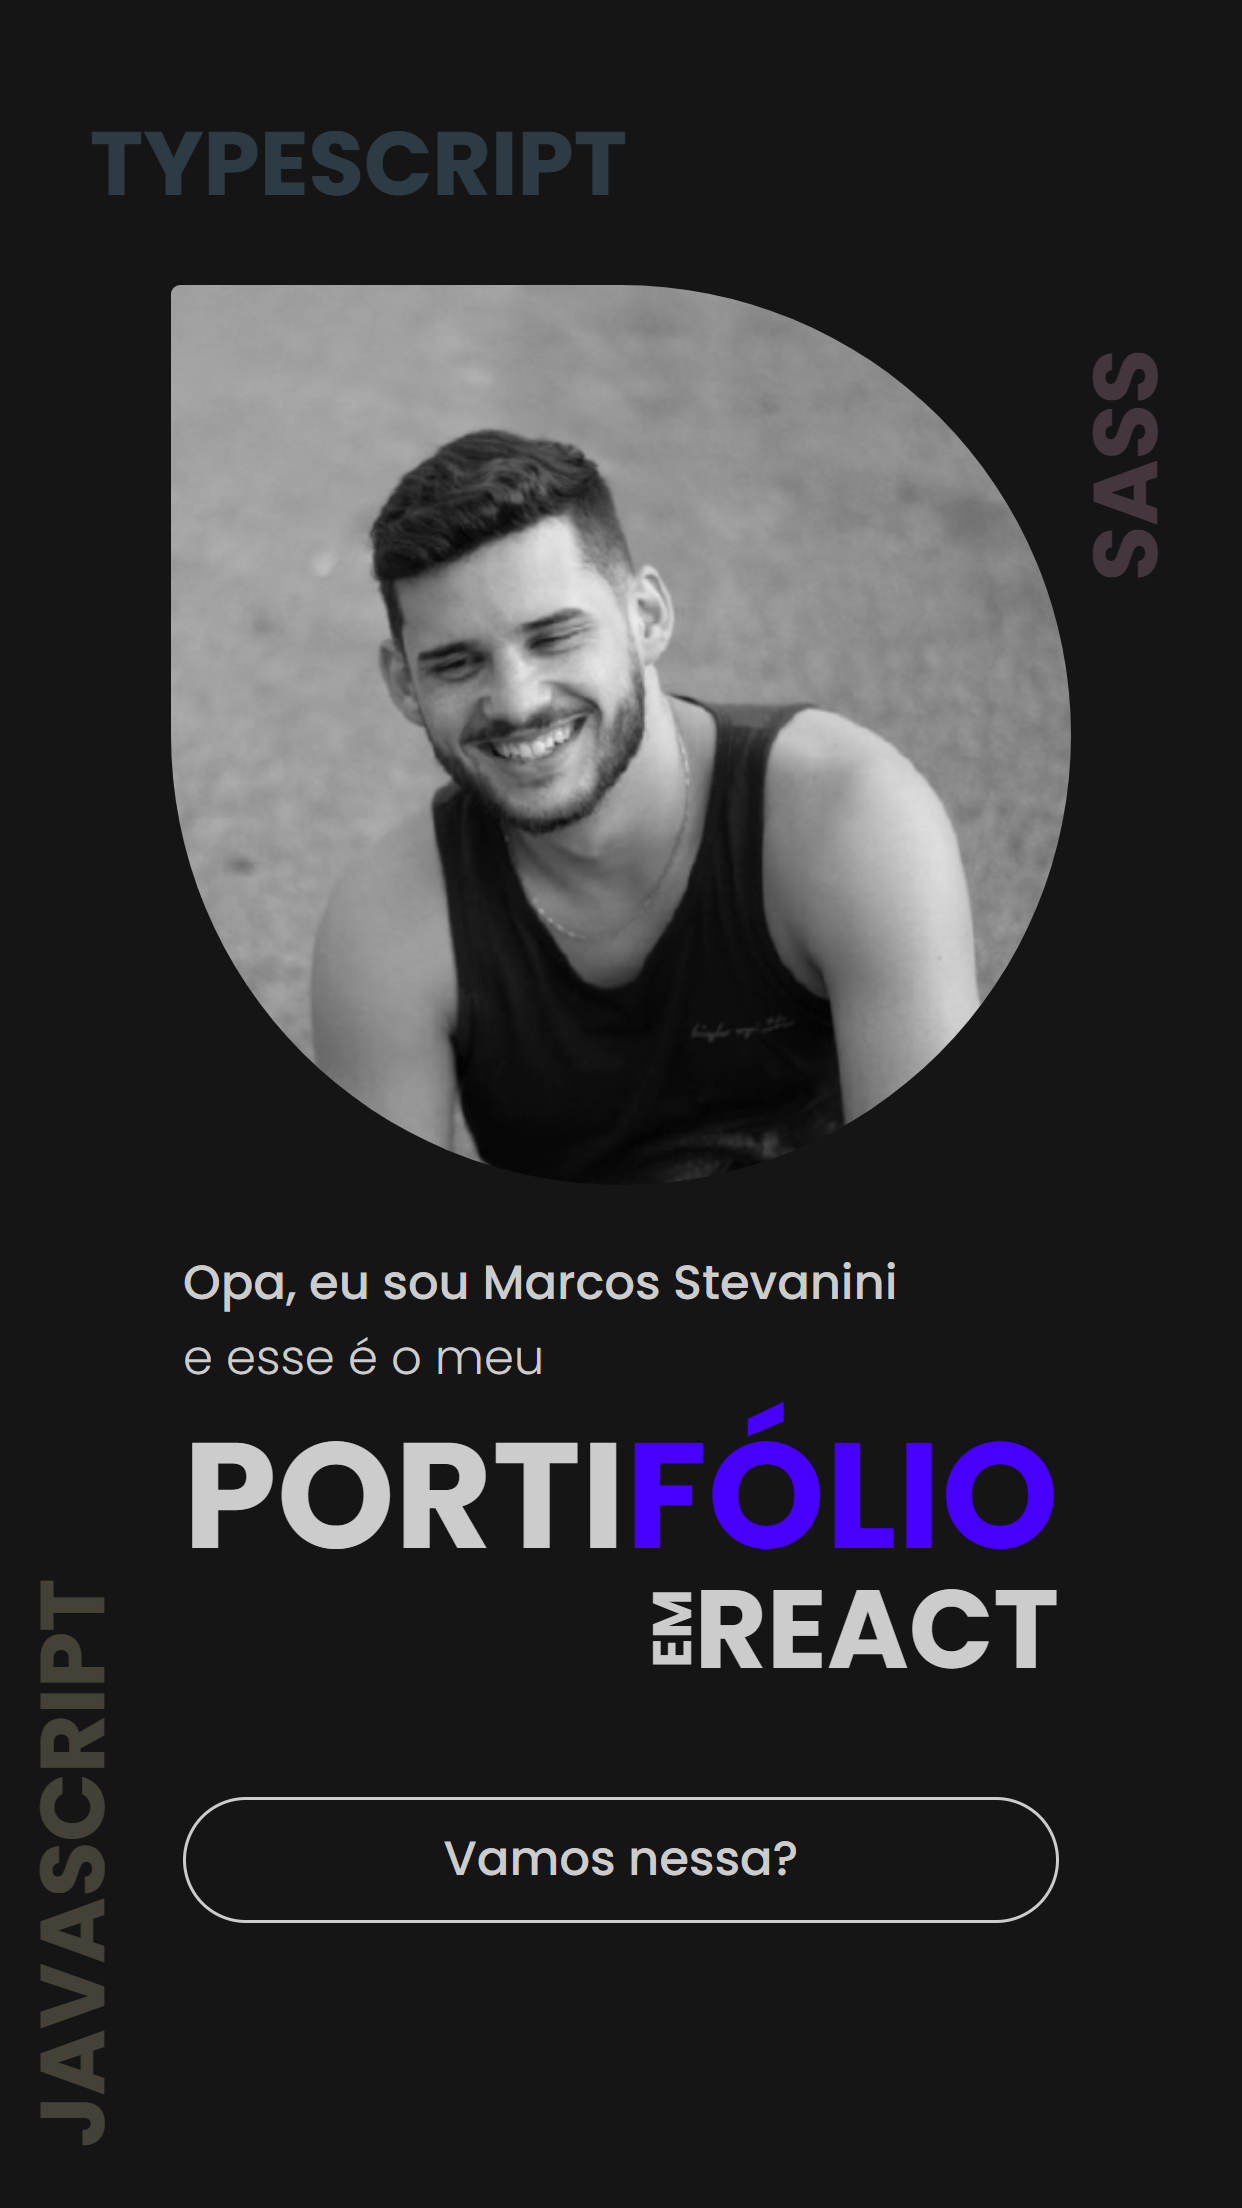 TYPESCRIPT
SASS
Opa, eu sou Marcos Stevanini
e esse é o meu
PORTIFÓLIO
EM REACT
Vamos nessa?
JAVASCRIPT